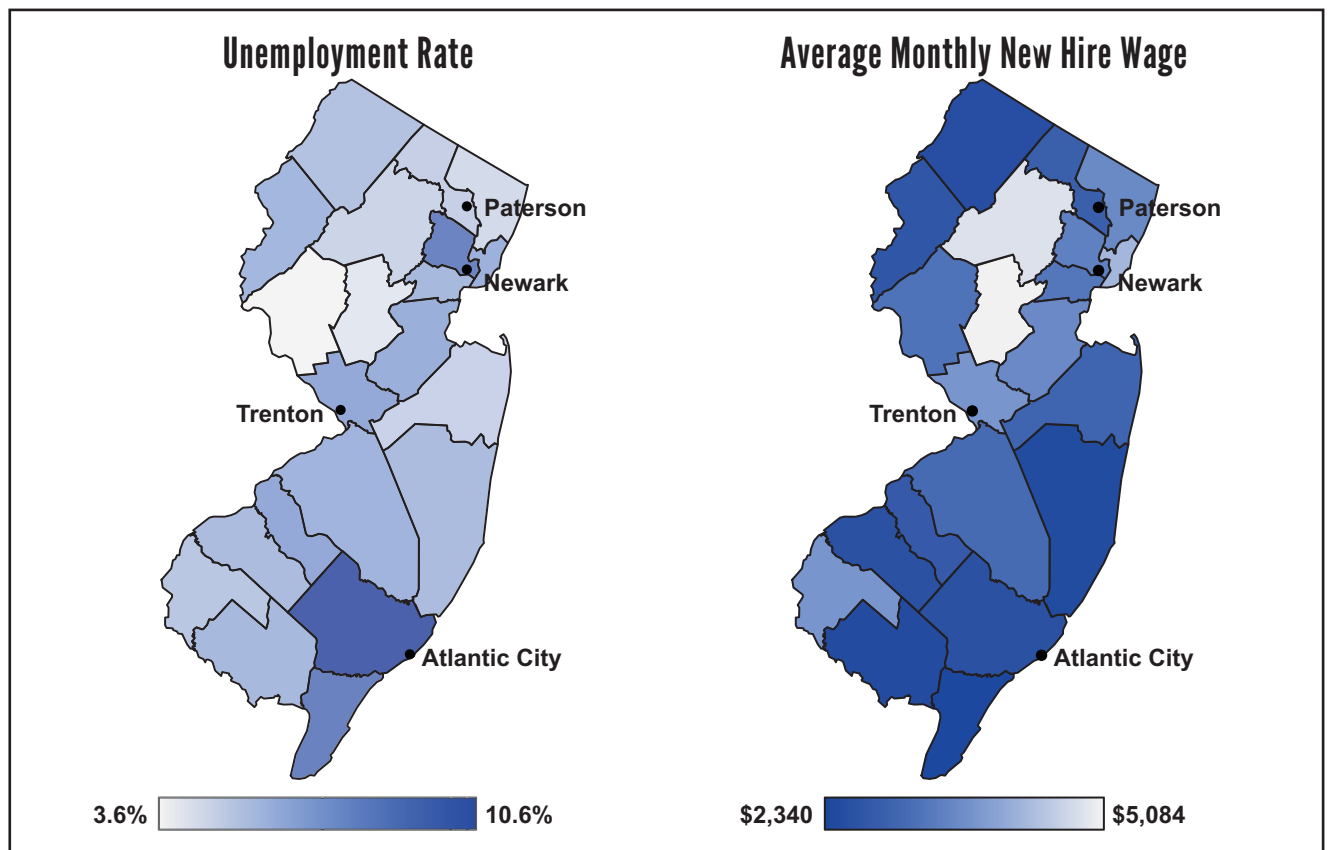 Unemployment Rate
Paterson
Newark
Trenton
Atlantic City
3.6%
10.6%
Average Monthly New Hire Wage
Paterson
Newark
Trenton
Atlantic City
$2,340
$5,084